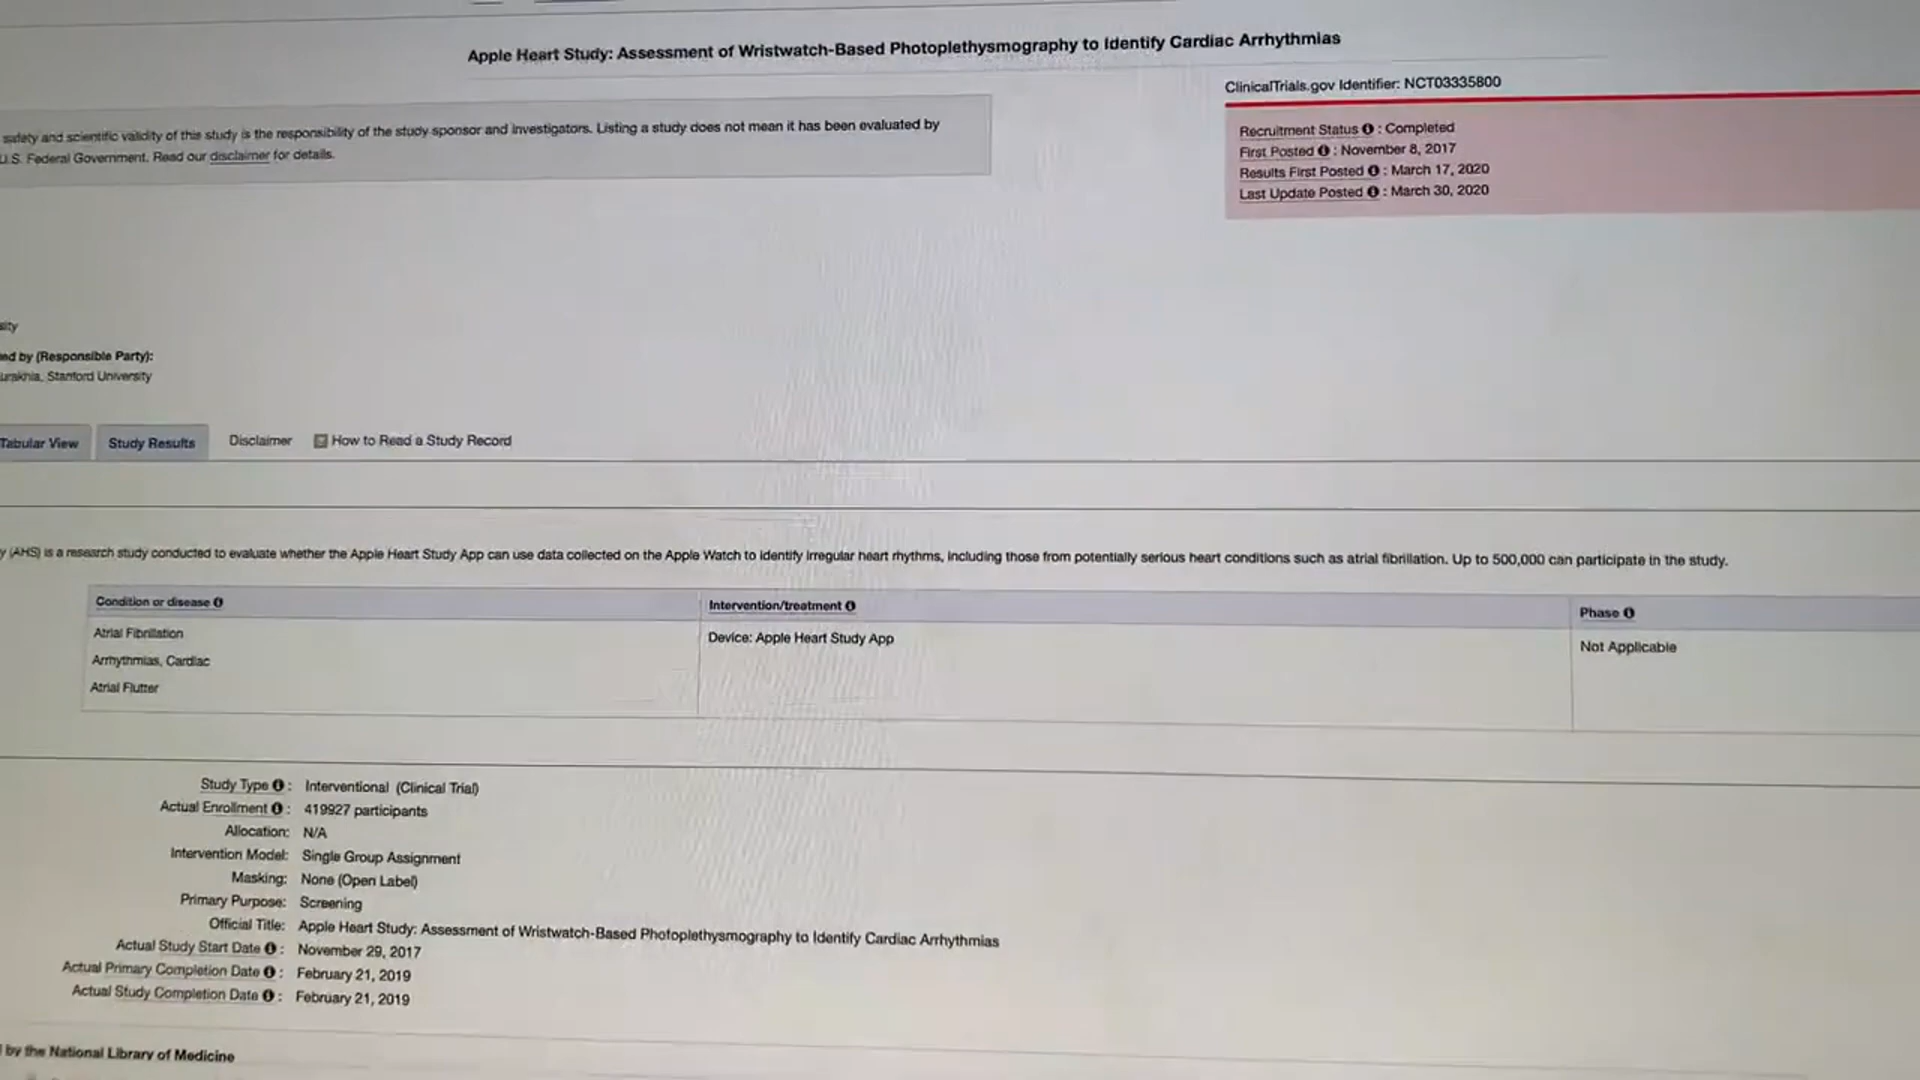 Apple Heart Study: Assessment of Wristwatch-Based Photoplethysmography to Identify Cardiac Arrhythmias
ClinicalTrials.gov Identifier: NCT03335800
safety and scientific validity of this study is the responsibility of the study sponsor and investigators. Listing a study does not mean it has been evaluated by
U.S. Federal Government. Read our disclaimer for details.
Recruitment Status : Completed
First Posted : November 8, 2017
Results First Posted : March 17, 2020
Last Update Posted : March 30, 2020
by (Responsible Party):
Stanford University
Tabular View
Study Results
Disclaimer
How to Read a Study Record
(AHS) is a research study conducted to evaluate whether the Apple Heart Study App can use data collected on the Apple Watch to identify irregular heart rhythms, including those from potentially serious heart conditions such as atrial fibrillation. Up to 500,000 can participate in the study.
Condition or disease
Intervention/treatment
Phase
Atrial Fibrillation
Device: Apple Heart Study App
Not Applicable
Arrhythmias, Cardiac
Atrial Flutter
Study Type : Interventional (Clinical Trial)
Actual Enrollment : 419927 participants
Allocation: N/A
Intervention Model: Single Group Assignment
Masking: None (Open Label)
Primary Purpose: Screening
Official Title: Apple Heart Study: Assessment of Wristwatch-Based Photoplethysmography to Identify Cardiac Arrhythmias
Actual Study Start Date : November 29, 2017
Actual Primary Completion Date : February 21, 2019
Actual Study Completion Date : February 21, 2019
by the National Library of Medicine